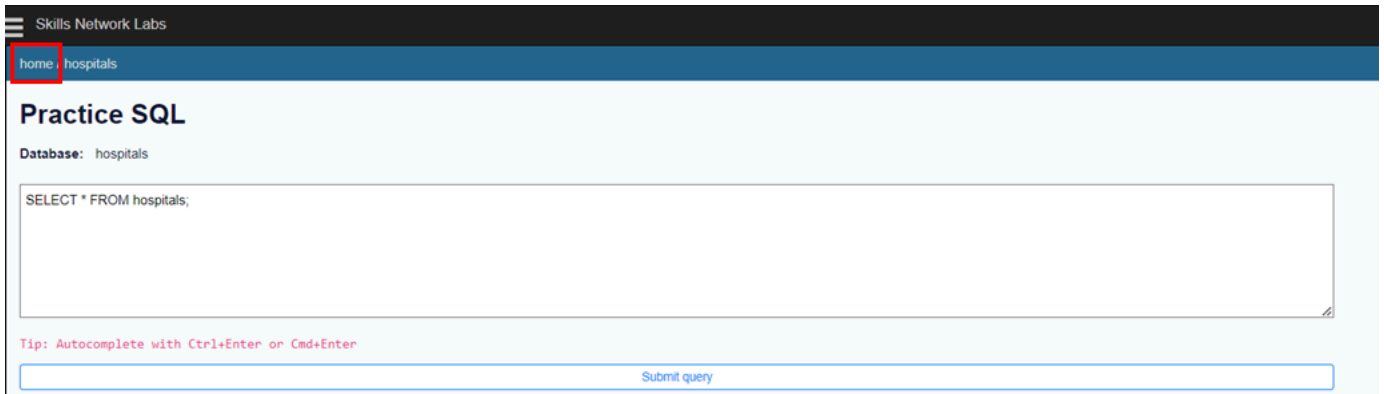 Skills Network Labs
home / hospitals
Practice SQL
Database: hospitals
SELECT * FROM hospitals;
Tip: Autocomplete with Ctrl+Enter or Cmd+Enter
Submit query